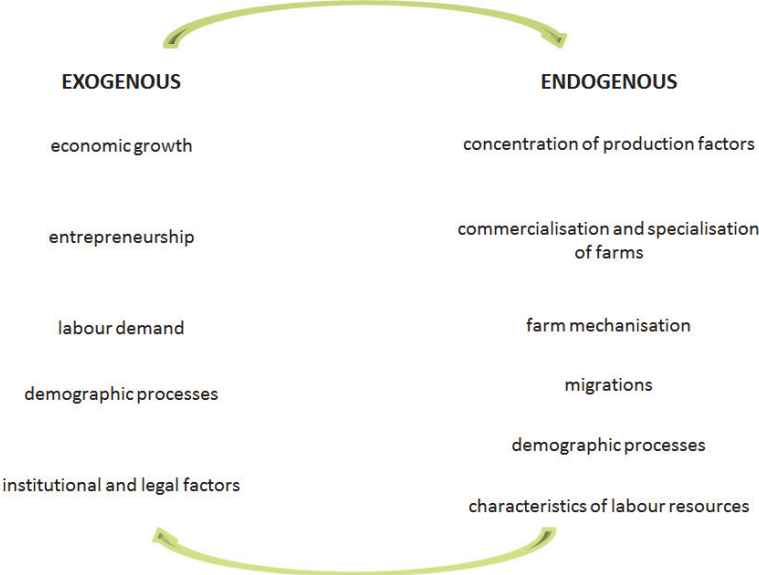 EXOGENOUS
economic growth
entrepreneurship
labour demand
demographic processes
institutional and legal factors
ENDOGENOUS
concentration of production factors
commercialisation and specialisation
of farms
farm mechanisation
migrations
demographic processes
characteristics of labour resources